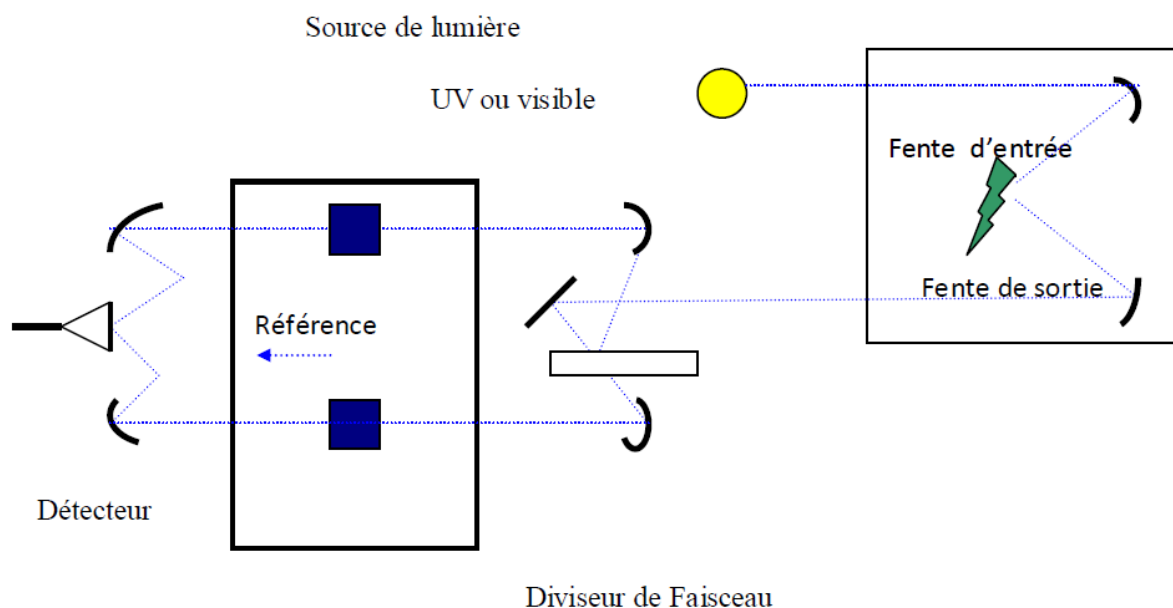 Source de lumière
UV ou visible
Fente d'entrée
Fente de sortie
Référence
Détecteur
Diviseur de Faisceau